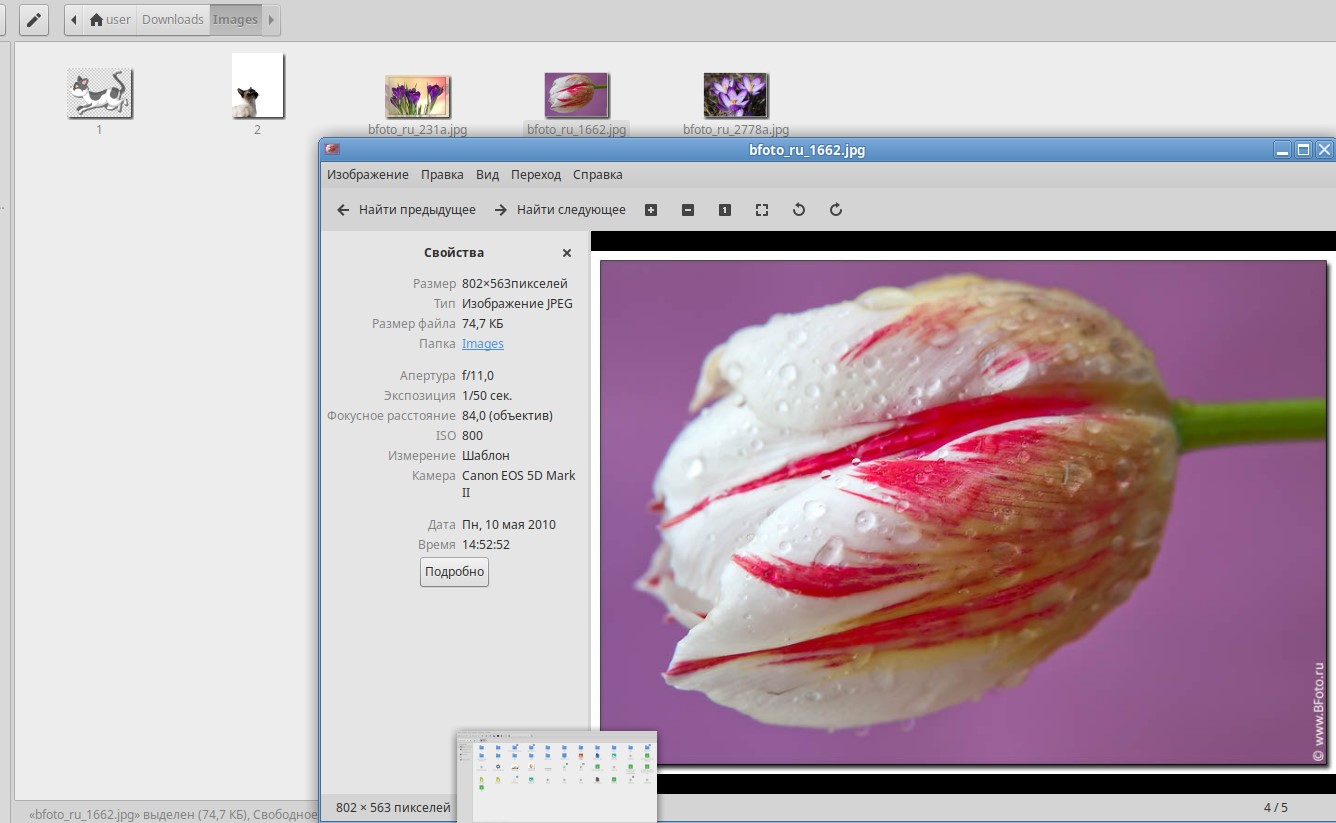 user Downloads Images
1
2
bfoto_ru_231a.jpg
bfoto_ru_1662.jpg
bfoto_ru_2778a.jpg
bfoto_ru_1662.jpg
Изображение Правка Вид Переход Справка
Найти предыдущее Найти следующее 1
Свойства
Размер 802×563пикселей
Тип Изображение JPEG
Размер файла 74,7 КБ
Папка Images
Апертура f/11,0
Экспозиция 1/50 сек.
Фокусное расстояние 84,0 (объектив)
ISO 800
Измерение Шаблон
Камера Canon EOS 5D Mark
II
Дата Пн, 10 мая 2010
Время 14:52:52
Подробно
© www.BFoto.ru
802 × 563 пикселей
4 / 5
«bfoto_ru_1662.jpg» выделен (74,7 КБ), Свободное